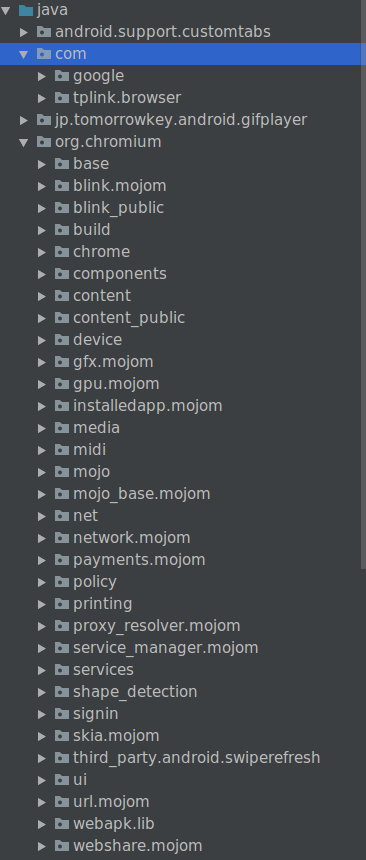 java
android.support.customtabs
com
google
tplink.browser
jp.tomorrowkey.android.gifplayer
org.chromium
base
blink.mojom
blink_public
build
chrome
components
content
content_public
device
gfx.mojom
gpu.mojom
installedapp.mojom
media
midi
mojo
mojo_base.mojom
net
network.mojom
payments.mojom
policy
printing
proxy_resolver.mojom
service_manager.mojom
services
shape_detection
signin
skia.mojom
third_party.android.swiperefresh
ui
url.mojom
webapk.lib
webshare.mojom